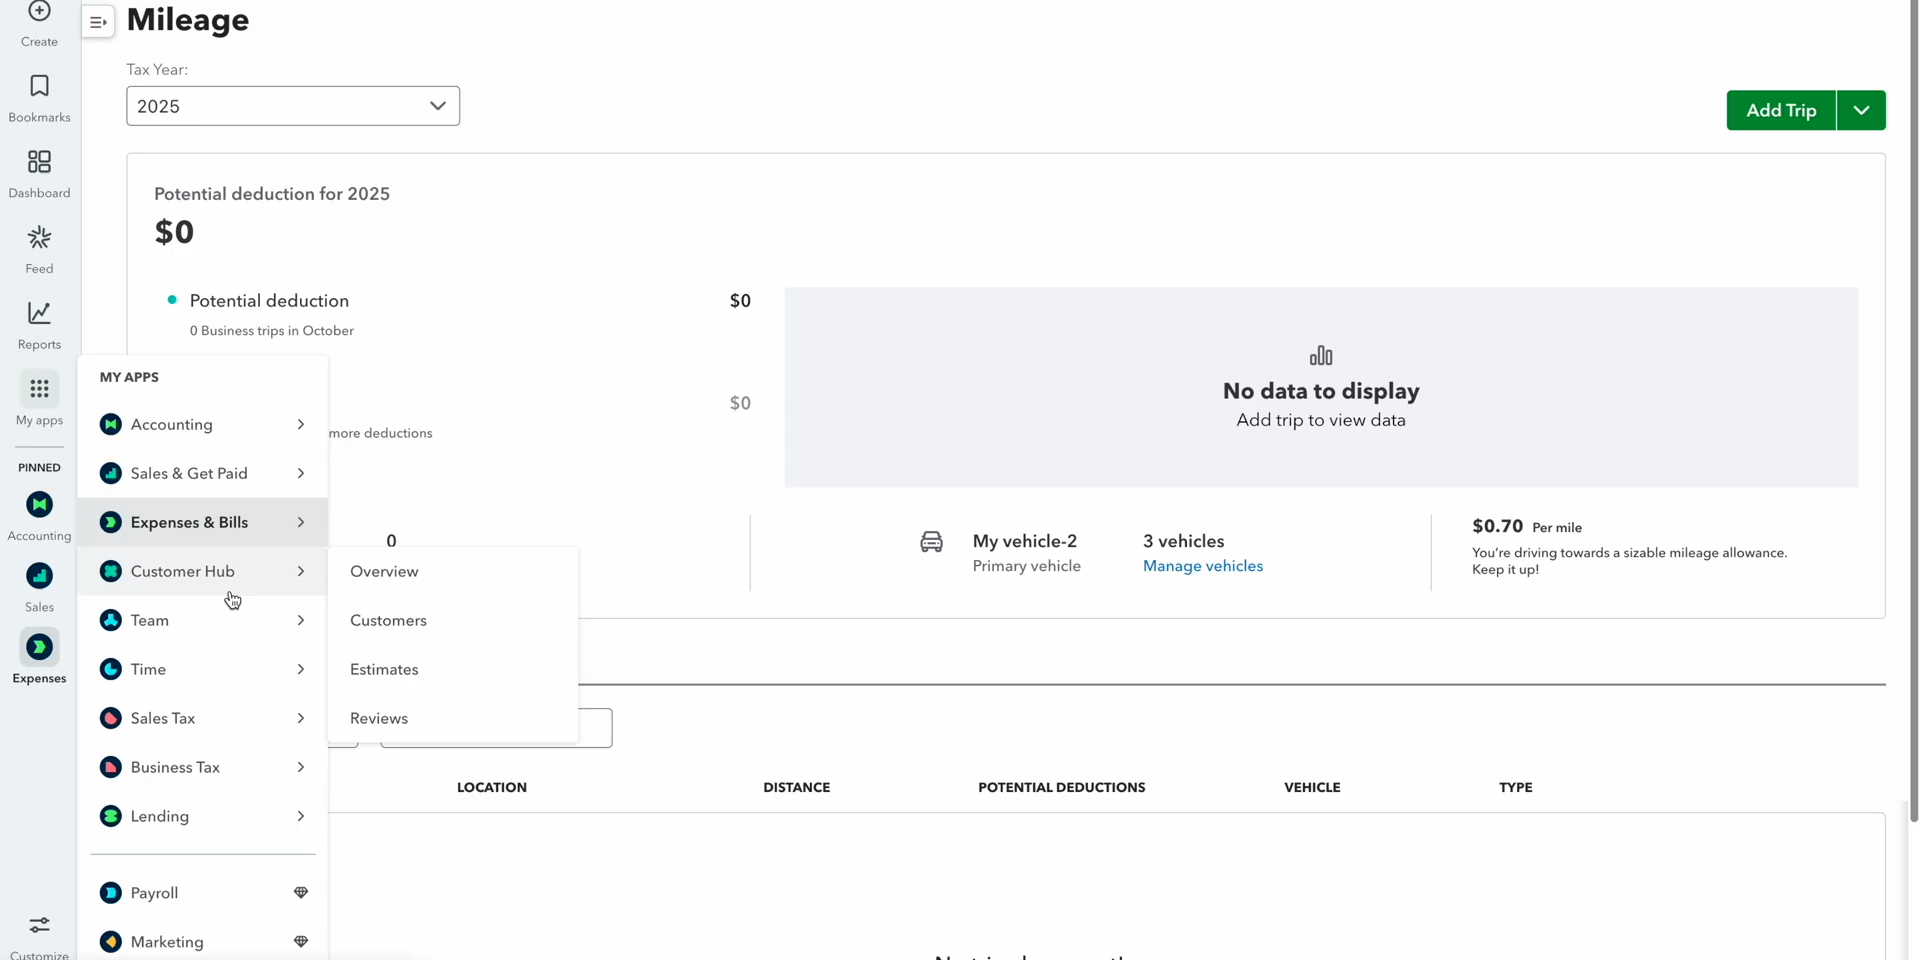 Create
Bookmarks
Dashboard
Feed
Reports
My apps
PINNED
Accounting
Sales
Expenses
Customize
Mileage
Tax Year:
2025
Add Trip
Potential deduction for 2025
$0
Potential deduction
$0
0 Business trips in October
$0
more deductions
No data to display
Add trip to view data
0
My vehicle-2
Primary vehicle
3 vehicles
Manage vehicles
$0.70 Per mile
You're driving towards a sizable mileage allowance.
Keep it up!
MY APPS
Accounting
Sales & Get Paid
Expenses & Bills
Customer Hub
Team
Time
Sales Tax
Business Tax
Lending
Payroll
Marketing
Overview
Customers
Estimates
Reviews
LOCATION
DISTANCE
POTENTIAL DEDUCTIONS
VEHICLE
TYPE